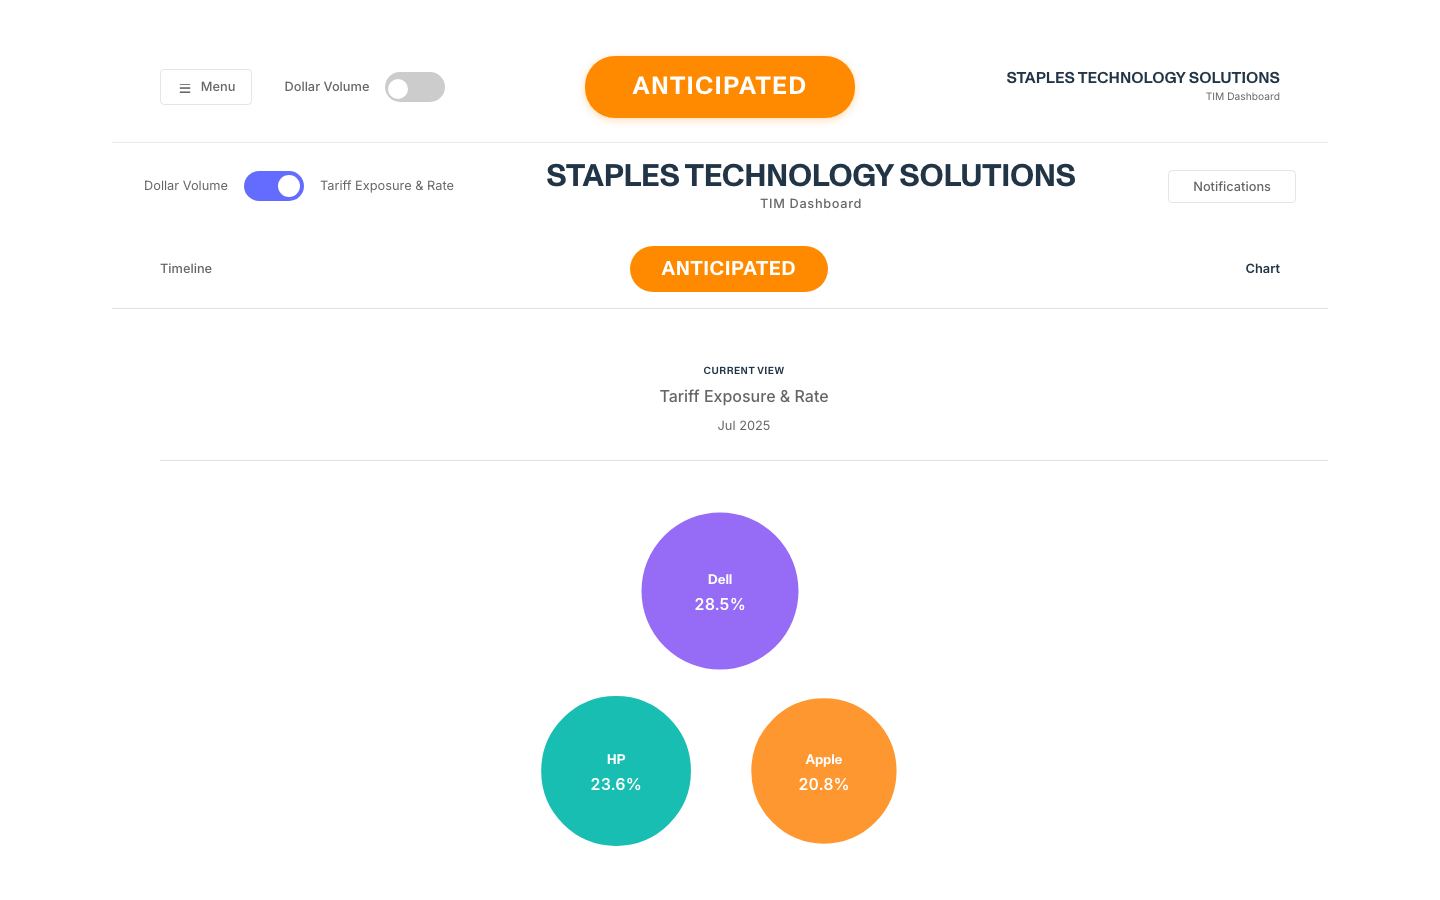 ☰ Menu
Dollar Volume
ANTICIPATED
STAPLES TECHNOLOGY SOLUTIONS
TIM Dashboard
Dollar Volume
Tariff Exposure & Rate
STAPLES TECHNOLOGY SOLUTIONS
TIM Dashboard
Notifications
Timeline
ANTICIPATED
Chart
CURRENT VIEW
Tariff Exposure & Rate
Jul 2025
Dell
28.5%
HP
23.6%
Apple
20.8%